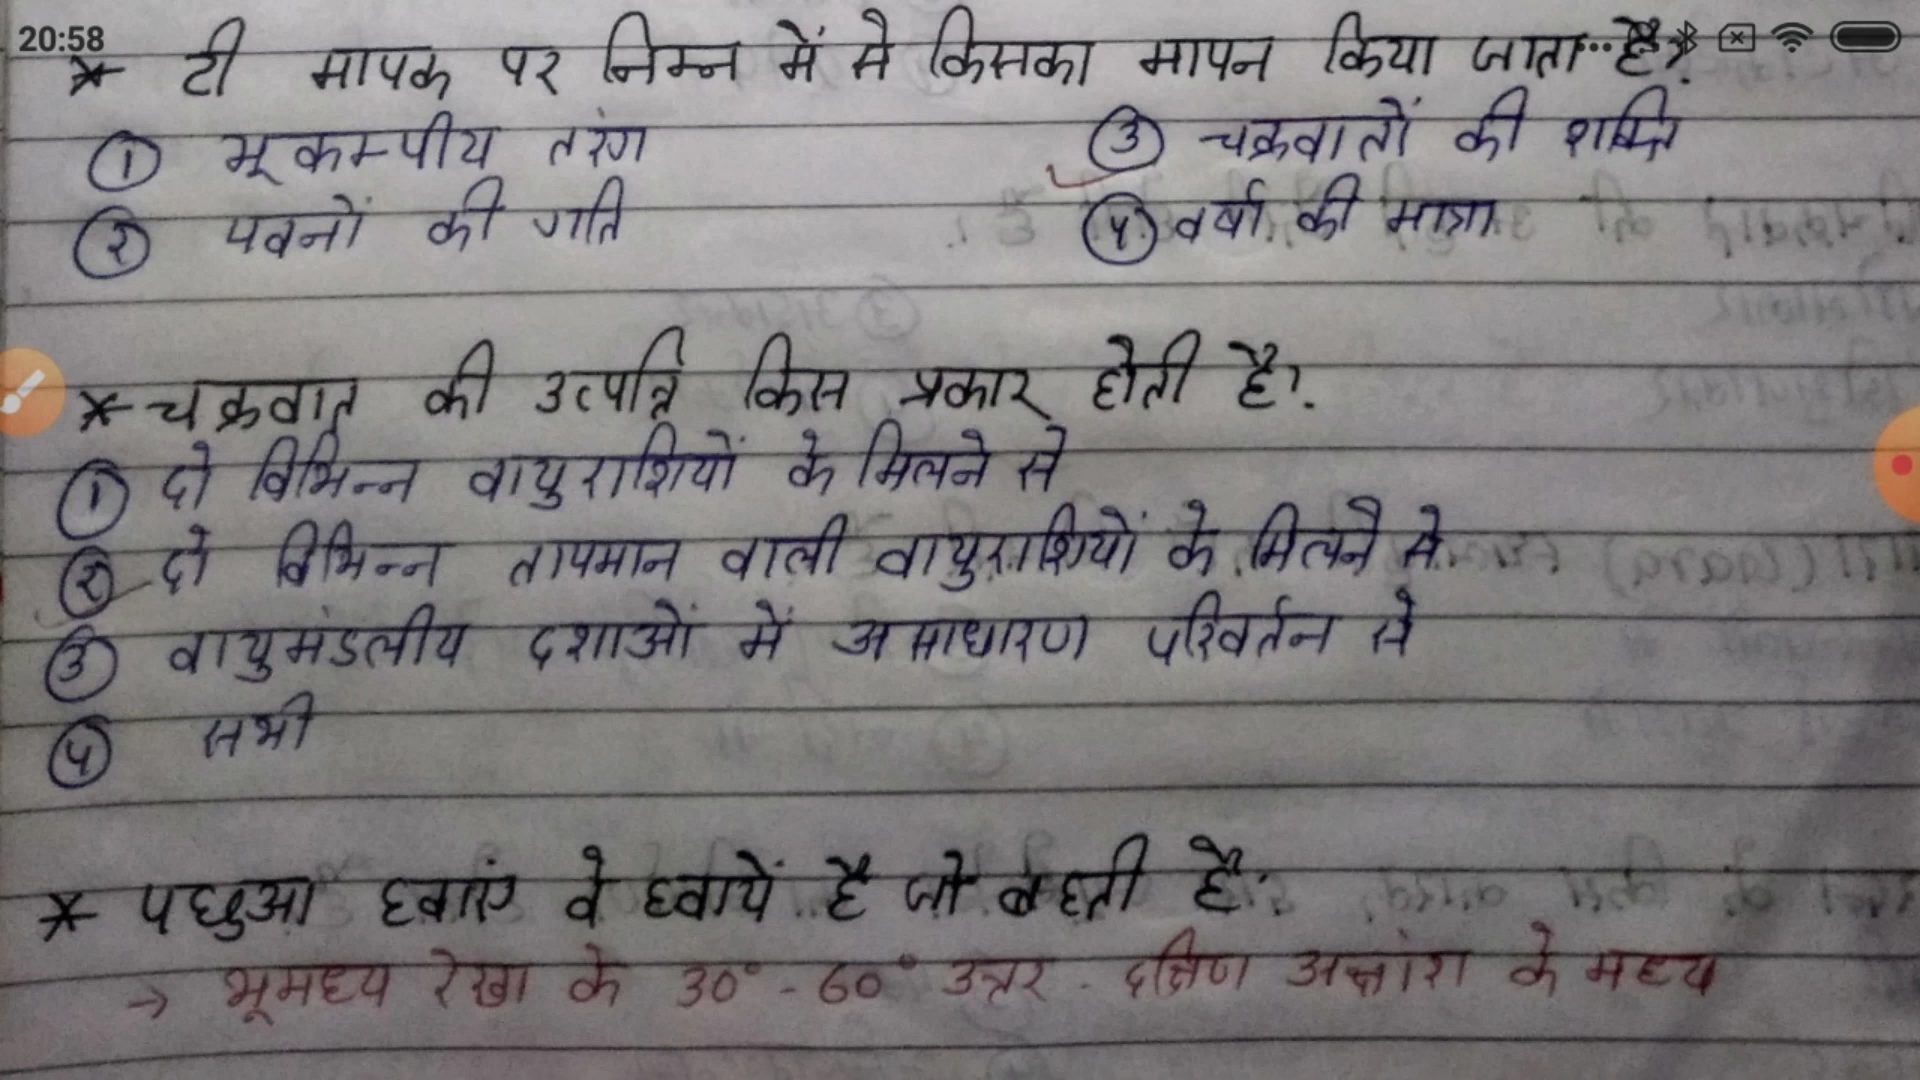 20:58
* टी मापक पर निम्न में से किसका मापन किया जाता है?
① भूकम्पीय तरंग ③ चक्रवातों की शक्ति
② पवनों की गति ④ वर्षा की मात्रा
* चक्रवात की उत्पत्ति किस प्रकार होती है?
① दो विभिन्न वायुराशियों के मिलने से
② दो विभिन्न तापमान वाली वायुराशियों के मिलने से
③ वायुमंडलीय दशाओं में असाधारण परिवर्तन से
④ सभी
* पछुआ हवाएं वे हवायें है जो बहती है:
→ भूमध्य रेखा के 30° - 60° उत्तर - दक्षिण अक्षांश के मध्य